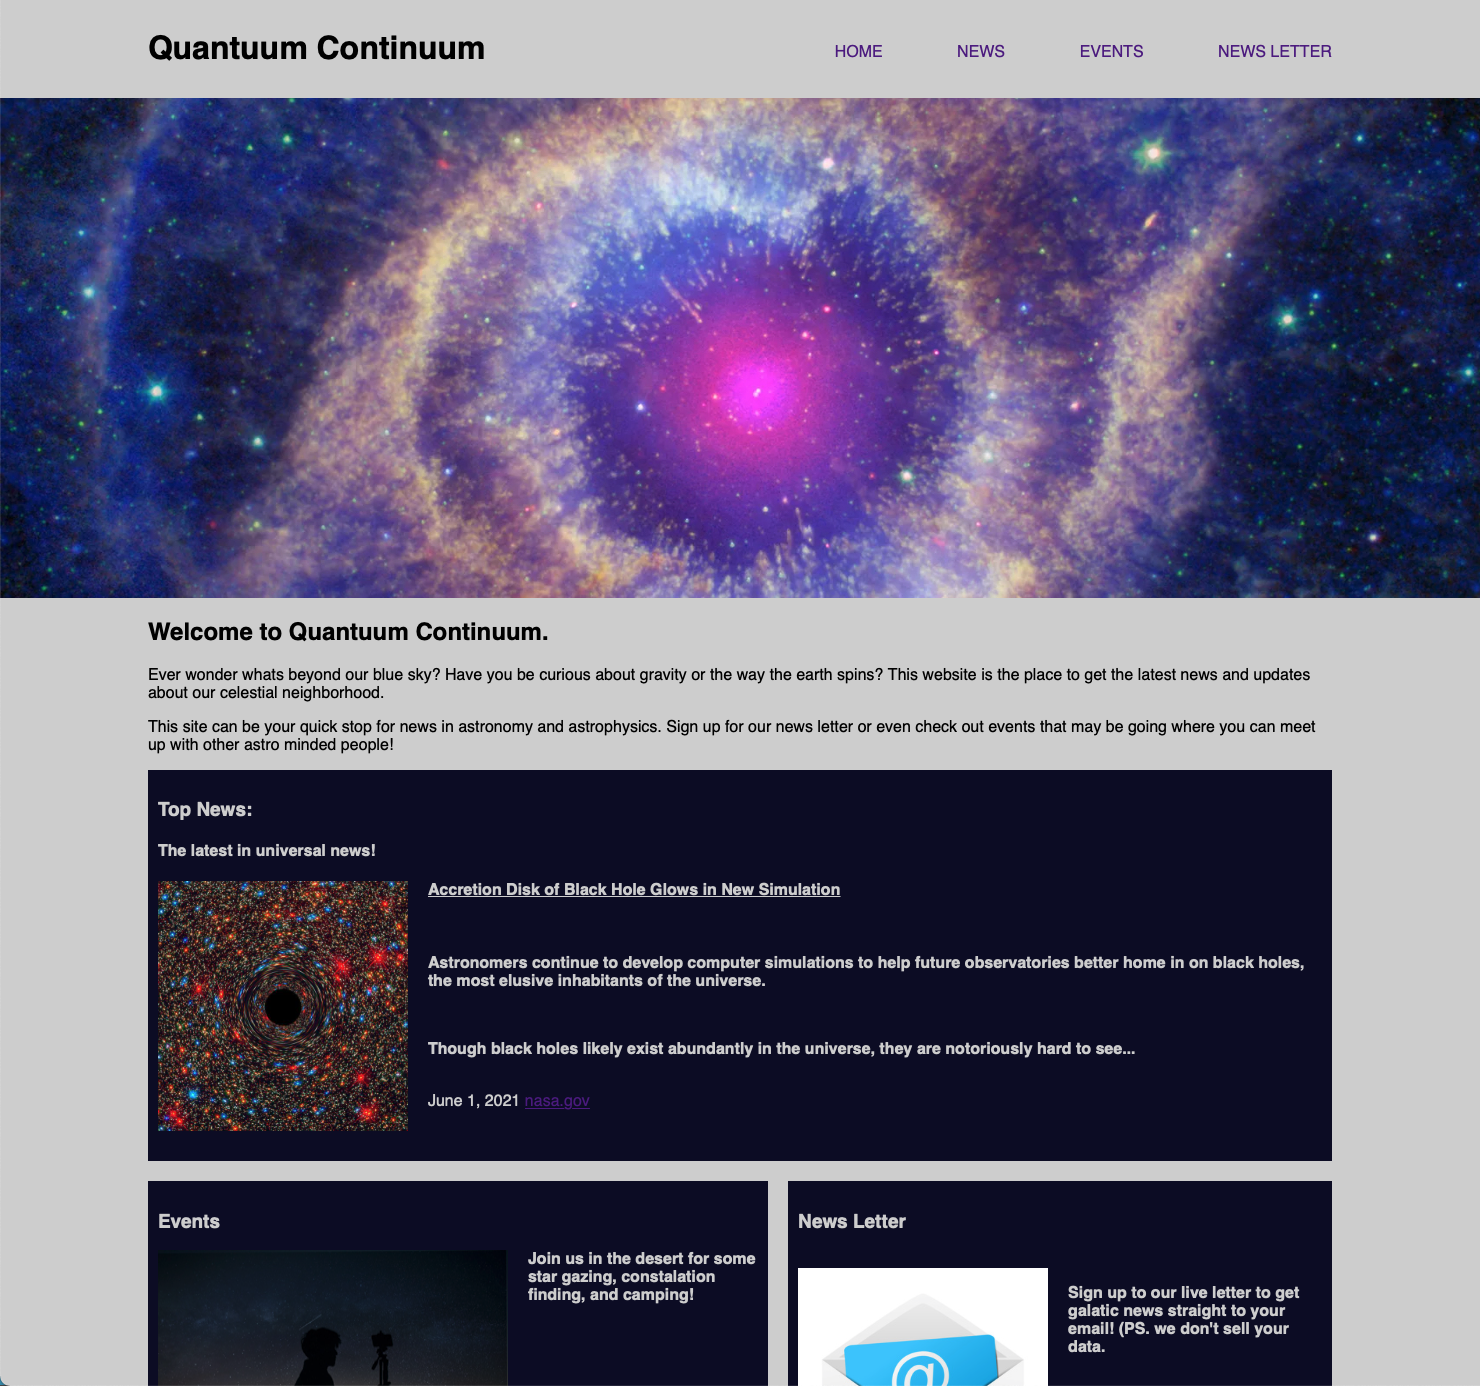 Quantuum Continuum
HOME NEWS EVENTS NEWS LETTER
Welcome to Quantuum Continuum.
Ever wonder whats beyond our blue sky? Have you be curious about gravity or the way the earth spins? This website is the place to get the latest news and updates
about our celestial neighborhood.
This site can be your quick stop for news in astronomy and astrophysics. Sign up for our news letter or even check out events that may be going where you can meet
up with other astro minded people!
Top News:
The latest in universal news!
Accretion Disk of Black Hole Glows in New Simulation
Astronomers continue to develop computer simulations to help future observatories better home in on black holes,
the most elusive inhabitants of the universe.
Though black holes likely exist abundantly in the universe, they are notoriously hard to see...
June 1, 2021 nasa.gov
Events
Join us in the desert for some
star gazing, constalation
finding, and camping!
News Letter
@
Sign up to our live letter to get
galatic news straight to your
email! (PS. we don't sell your
data.